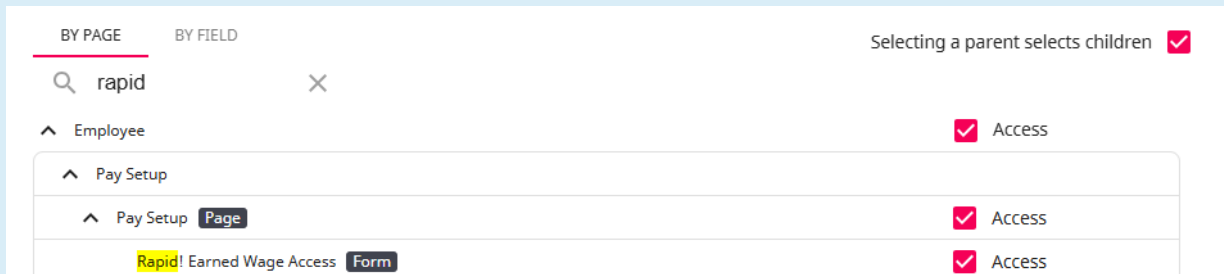 BY PAGE BY FIELD
Selecting a parent selects children
rapid
Employee Access
Pay Setup
Pay Setup Page Access
Rapid! Earned Wage Access Form Access